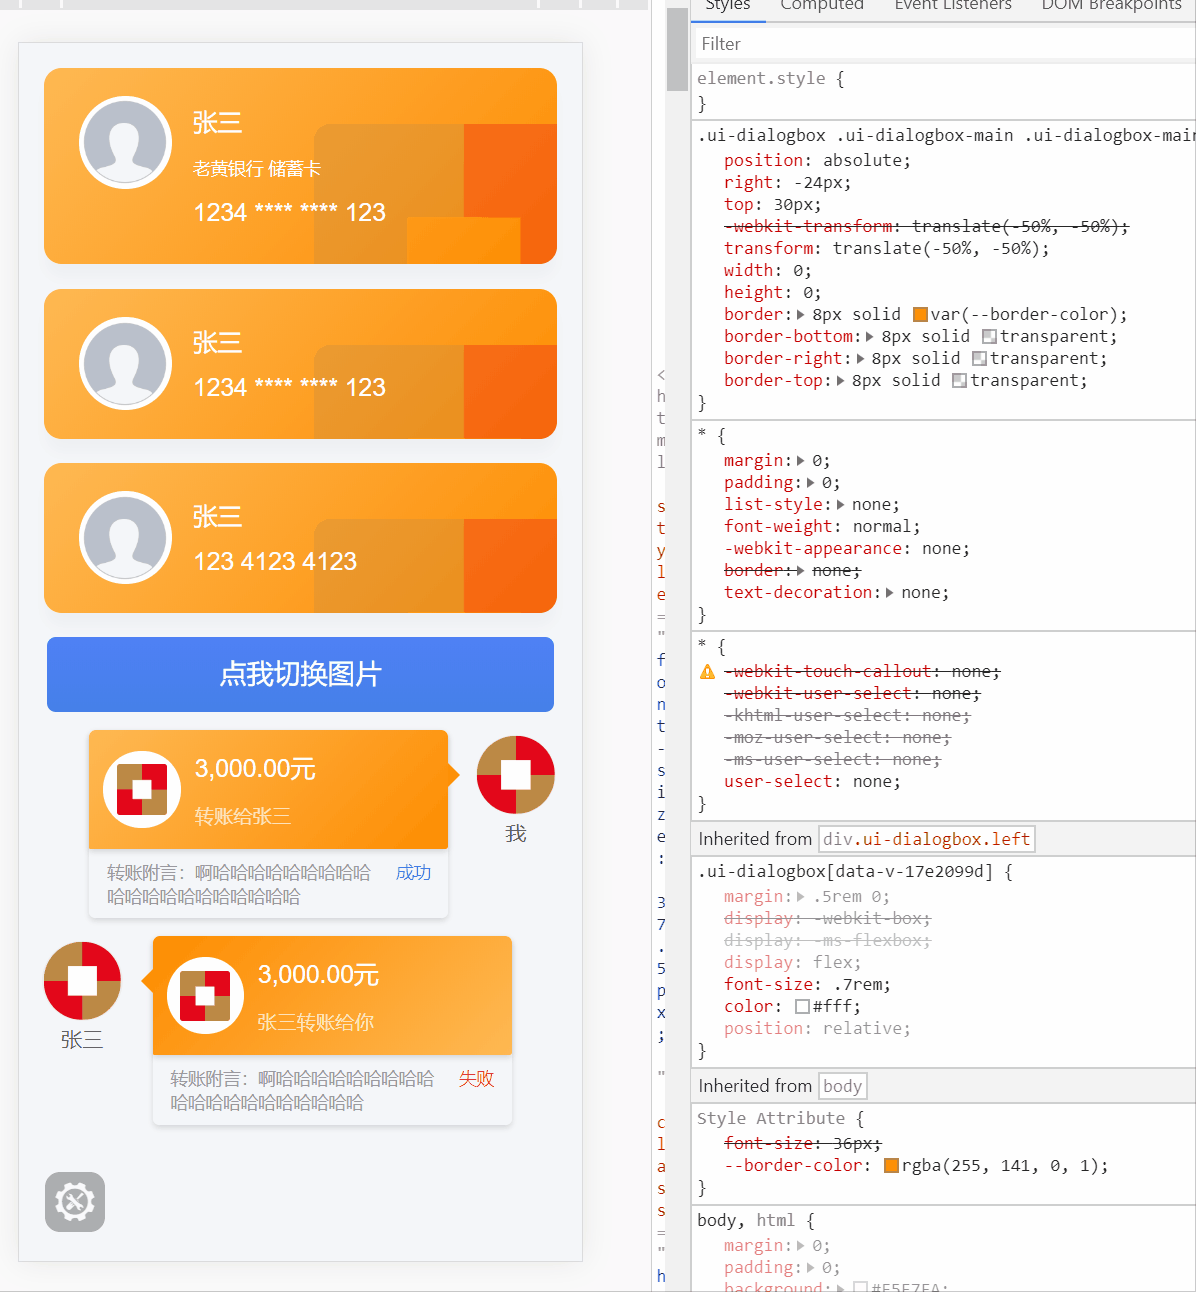 张三
老黄银行 储蓄卡
1234 **** **** 123
张三
1234 **** **** 123
张三
123 4123 4123
点我切换图片
3,000.00元
转账给张三
我
转账附言：啊哈哈哈哈哈哈哈哈哈
哈哈哈哈哈哈哈哈哈哈哈
成功
3,000.00元
张三转账给你
张三
转账附言：啊哈哈哈哈哈哈哈哈哈
哈哈哈哈哈哈哈哈哈哈哈
失败
<
h
t
m
l
s
t
y
l
e
=
"
f
o
n
t
-
s
i
z
e
:
3
7
.
5
p
x
;
"
c
l
a
s
s
=
"
h
Styles Computed Event Listeners DOM Breakpoints
Filter
element.style {
}
.ui-dialogbox .ui-dialogbox-main .ui-dialogbox-main
position: absolute;
right: -24px;
top: 30px;
-webkit-transform: translate(-50%, -50%);
transform: translate(-50%, -50%);
width: 0;
height: 0;
border: 8px solid var(--border-color);
border-bottom: 8px solid transparent;
border-right: 8px solid transparent;
border-top: 8px solid transparent;
}
* {
margin: 0;
padding: 0;
list-style: none;
font-weight: normal;
-webkit-appearance: none;
border: none;
text-decoration: none;
}
* {
-webkit-touch-callout: none;
-webkit-user-select: none;
-khtml-user-select: none;
-moz-user-select: none;
-ms-user-select: none;
user-select: none;
}
Inherited from div.ui-dialogbox.left
.ui-dialogbox[data-v-17e2099d] {
margin: .5rem 0;
display: -webkit-box;
display: -ms-flexbox;
display: flex;
font-size: .7rem;
color: #fff;
position: relative;
}
Inherited from body
Style Attribute {
font-size: 36px;
--border-color: rgba(255, 141, 0, 1);
}
body, html {
margin: 0;
padding: 0;
background: #F5F7FA;